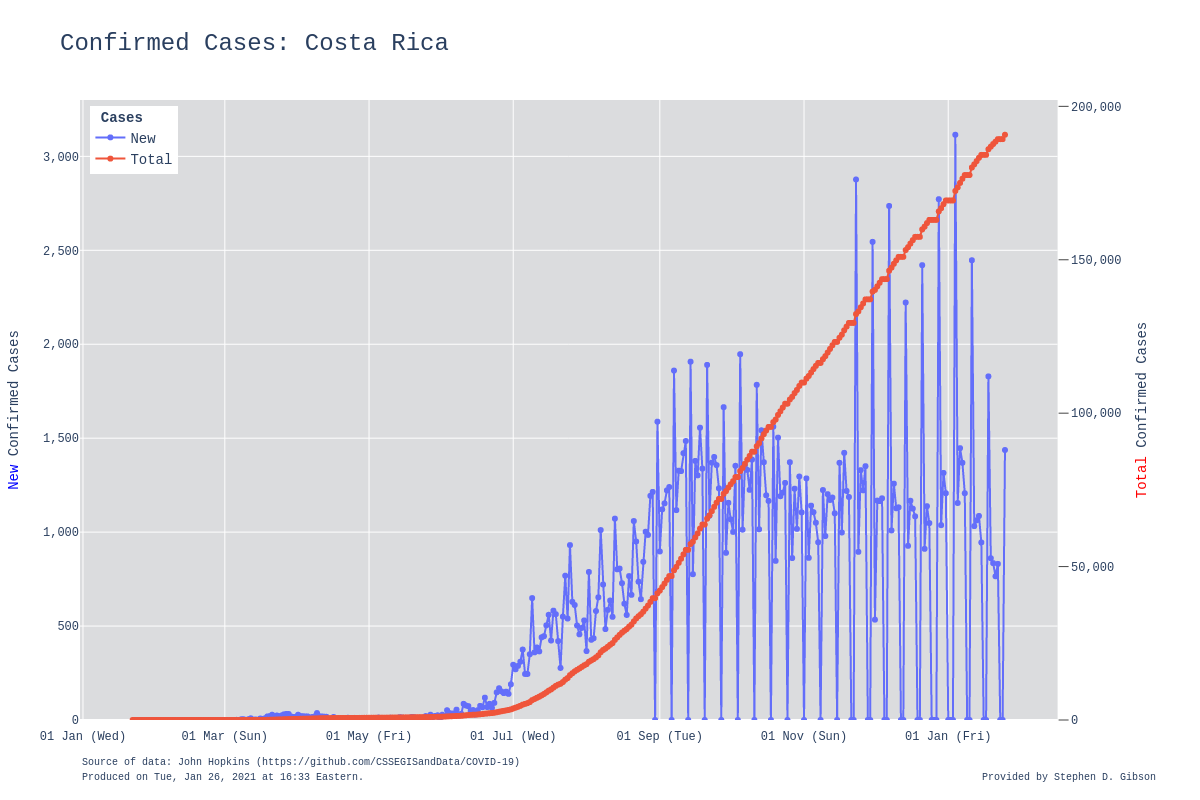 Confirmed Cases: Costa Rica
Cases
New
Total
3,000
2,500
2,000
1,500
1,000
500
0
200,000
150,000
100,000
50,000
0
New Confirmed Cases
Total Confirmed Cases
01 Jan (Wed) 01 Mar (Sun) 01 May (Fri) 01 Jul (Wed) 01 Sep (Tue) 01 Nov (Sun) 01 Jan (Fri)
Source of data: John Hopkins (https://github.com/CSSEGISandData/COVID-19)
Produced on Tue, Jan 26, 2021 at 16:33 Eastern.
Provided by Stephen D. Gibson